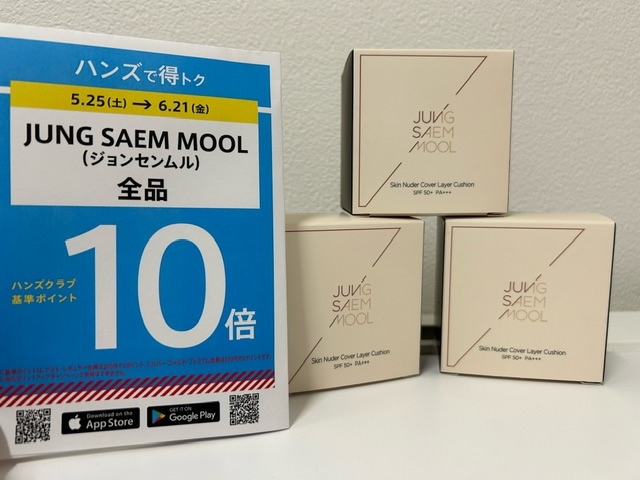 ハンズで得トク
5.25(土) → 6.21(金)
JUNG SAEM MOOL
(ジョンセンムル)
全品
ハンズクラブ
基準ポイント
10倍
Download on the
App Store
GET IT ON
Google Play
JUNG
SAEM
MOOL
Skin Nuder Cover Layer Cushion
SPF 50+ PA+++
JUNG
SAEM
MOOL
Skin Nuder Cover Layer Cushion
SPF 50+ PA+++
JUNG
SAEM
MOOL
Skin Nuder Cover Layer Cushion
SPF 50+ PA+++